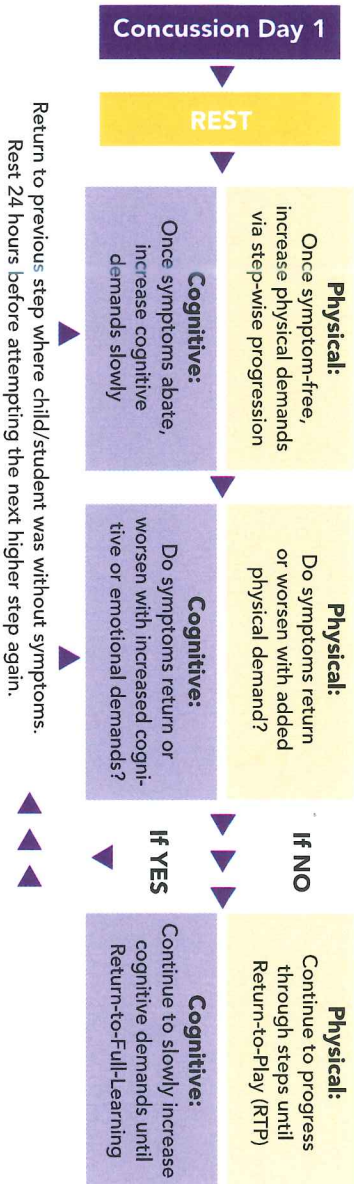 Concussion Day 1
REST
Physical:
Once symptom-free,
increase physical demands
via step-wise progression
Cognitive:
Once symptoms abate,
increase cognitive
demands slowly
Physical:
Do symptoms return
or worsen with added
physical demand?
Cognitive:
Do symptoms return or
worsen with increased cogni-
tive or emotional demands?
If NO
If YES
Physical:
Continue to progress
through steps until
Return-to-Play (RTP)
Cognitive:
Continue to slowly increase
cognitive demands until
Return-to-Full-Learning
Return to previous step where child/student was without symptoms.
Rest 24 hours before attempting the next higher step again.